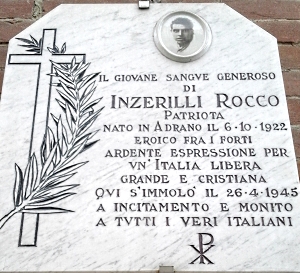 IL GIOVANE SANGVE GENEROSO
DI
INZERILLI ROCCO
PATRIOTA
NATO IN ADRANO IL 6-10-1922
EROICO FRA I FORTI
ARDENTE ESPRESSIONE PER
VN'ITALIA LIBERA
GRANDE E CRISTIANA
QVI S'IMMOLÒ IL 26-4-1945
A INCITAMENTO E MONITO
A TVTTI I VERI ITALIANI